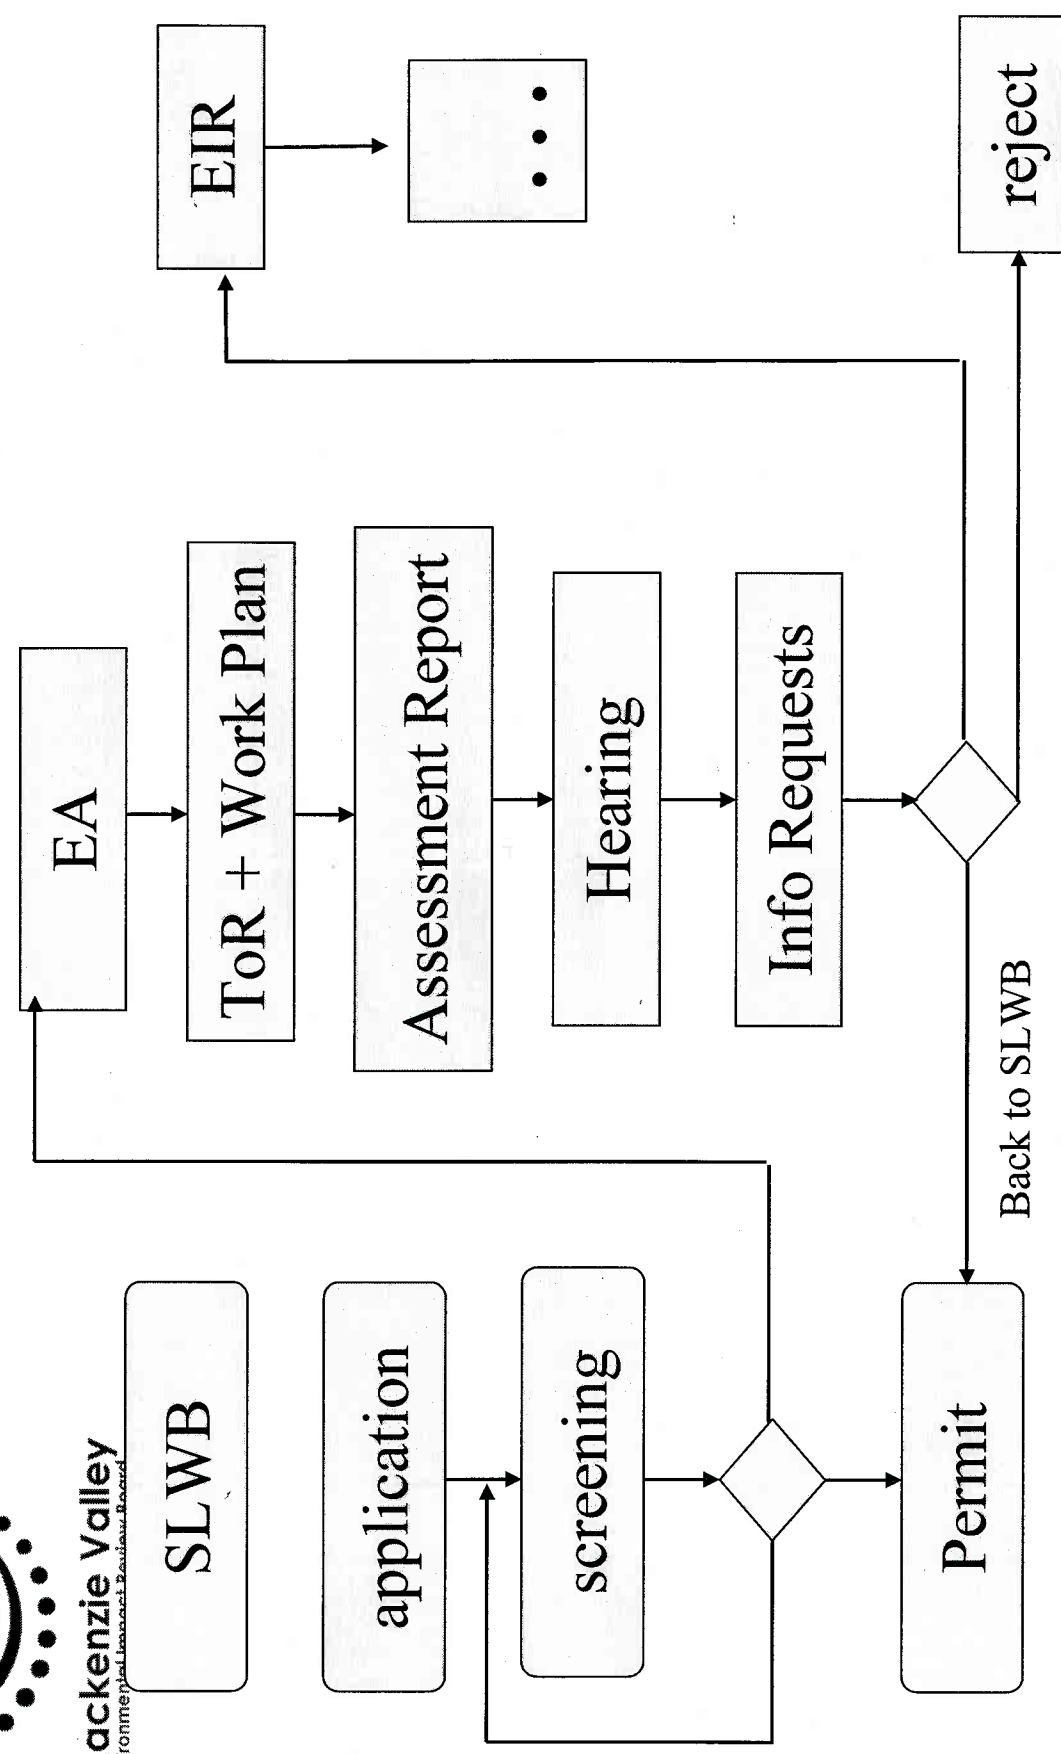 ackenzie Valley
ronmental Impact Review Board
SLWB
application
screening
Permit
EA
ToR + Work Plan
Assessment Report
Hearing
Info Requests
Back to SLWB
EIR
• • •
reject